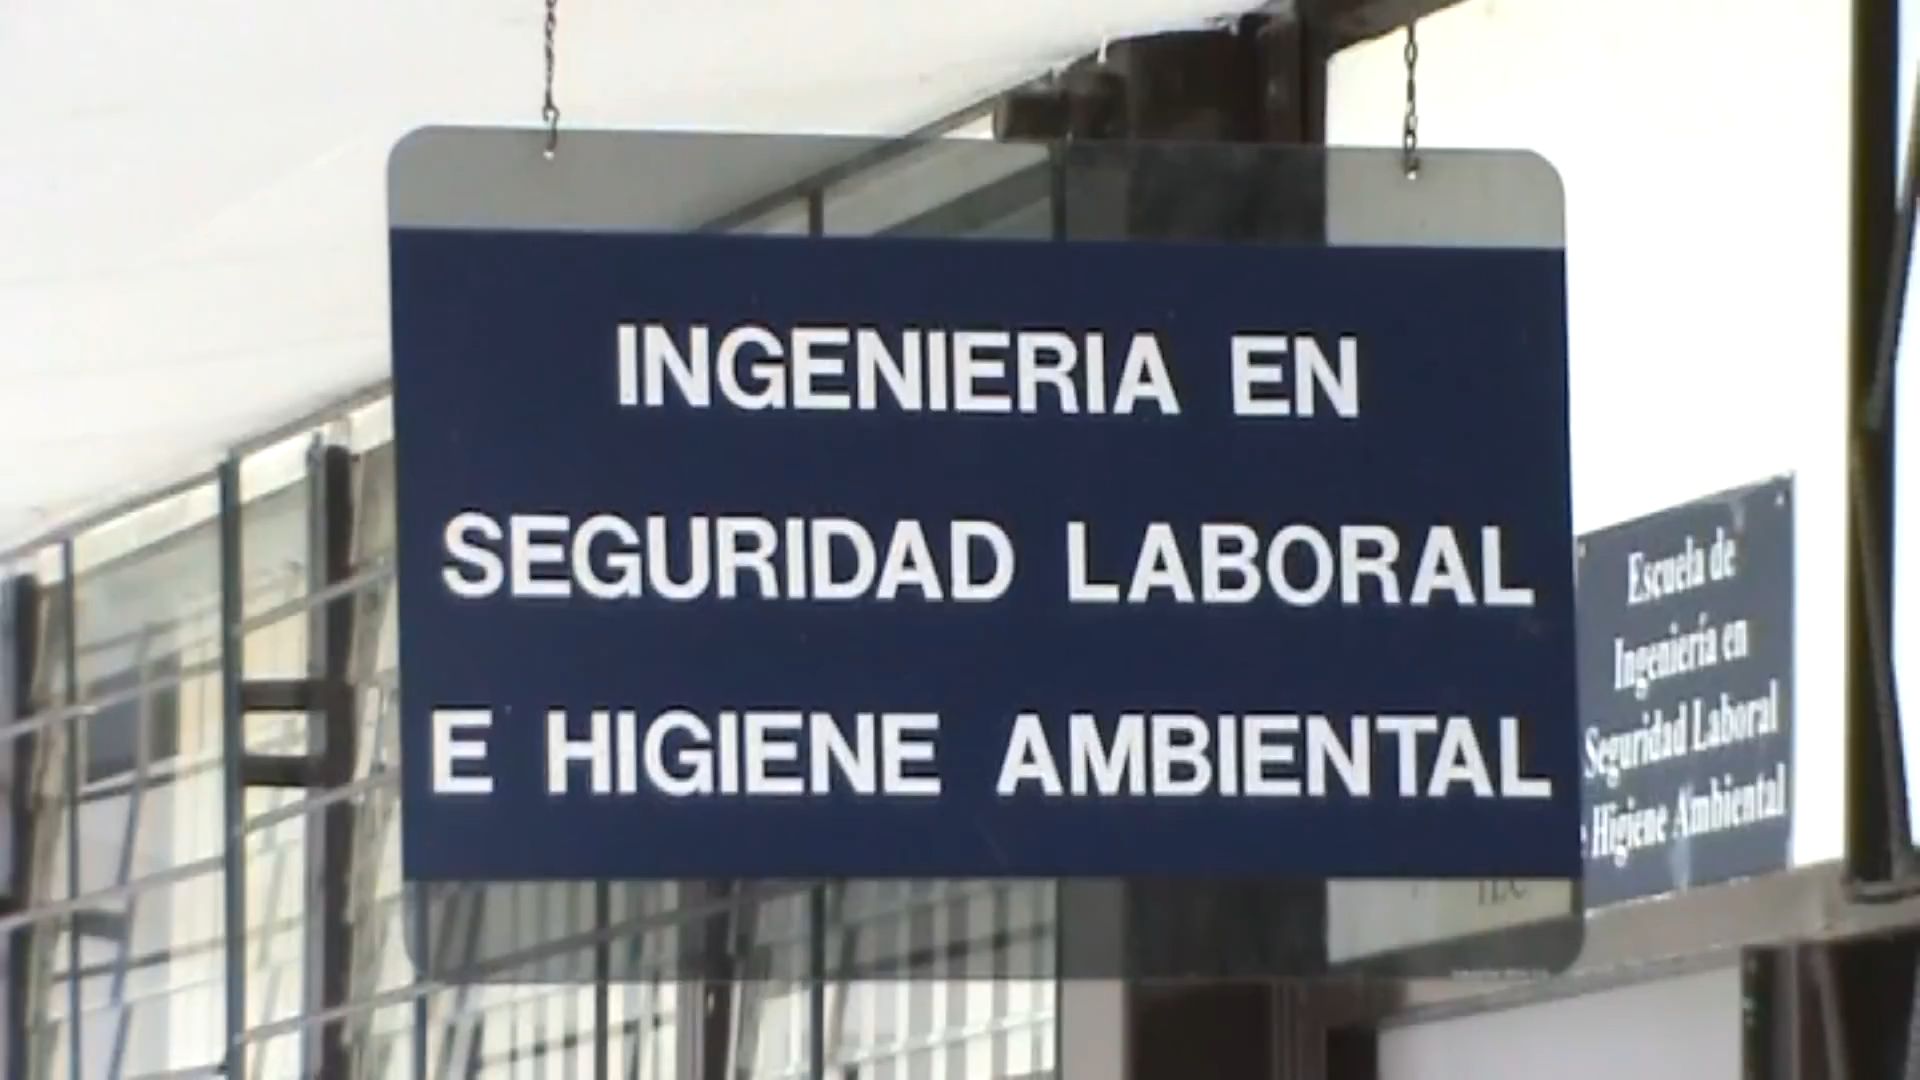 INGENIERIA EN
SEGURIDAD LABORAL
E HIGIENE AMBIENTAL
Escuela de
Ingeniería en
Seguridad Laboral
Higiene Ambiental